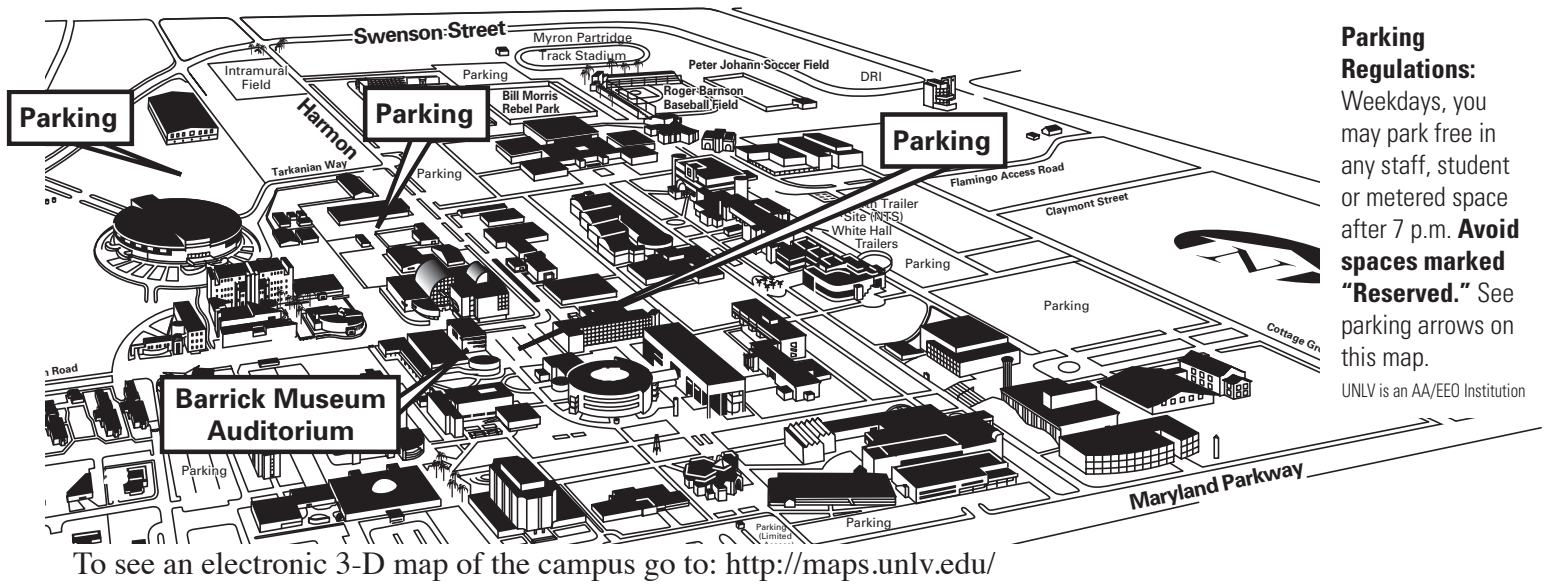 Swenson Street
Myron Partridge
Track Stadium
Intramural
Field
Parking
Peter Johann Soccer Field
DRI
Bill Morris
Rebel Park
Roger Barnson
Baseball Field
Parking
Harmon
Parking
Parking
Tarkanian Way
Parking
Flamingo Access Road
Claymont Street
Trailer
Site (NTS)
White Hall
Trailers
Parking
Parking
Cottage
Road
Barrick Museum
Auditorium
Parking
Maryland Parkway
Parking
Parking
(Limited
Parking
Regulations:
Weekdays, you
may park free in
any staff, student
or metered space
after 7 p.m. Avoid
spaces marked
“Reserved.” See
parking arrows on
this map.
UNLV is an AA/EEO Institution
To see an electronic 3-D map of the campus go to: http://maps.unlv.edu/